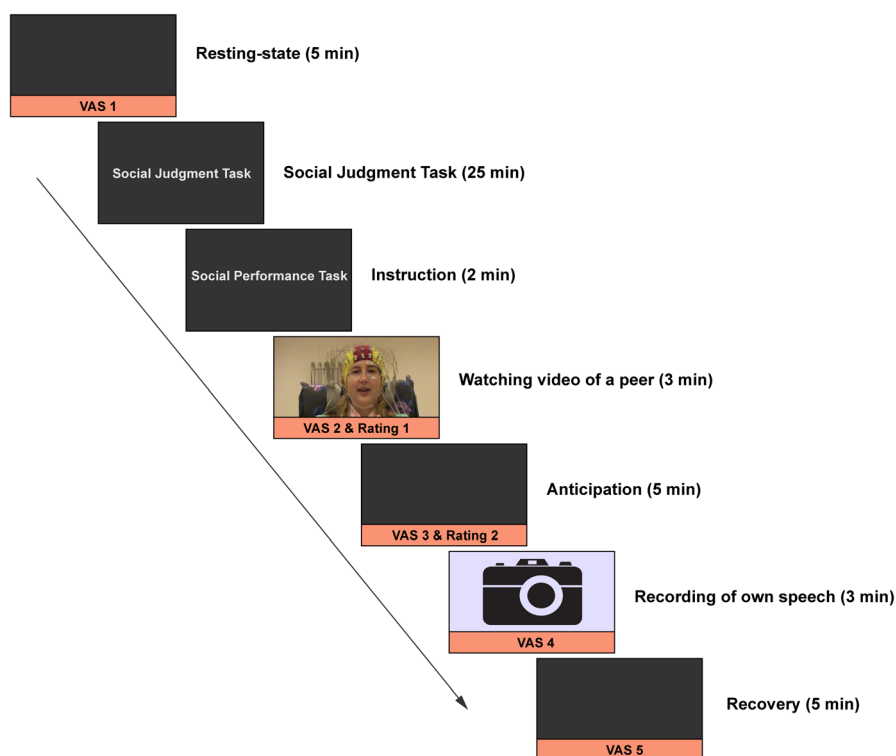 Resting-state (5 min)
VAS 1
Social Judgment Task
Social Judgment Task (25 min)
Social Performance Task
Instruction (2 min)
Watching video of a peer (3 min)
VAS 2 & Rating 1
Anticipation (5 min)
VAS 3 & Rating 2
Recording of own speech (3 min)
VAS 4
Recovery (5 min)
VAS 5